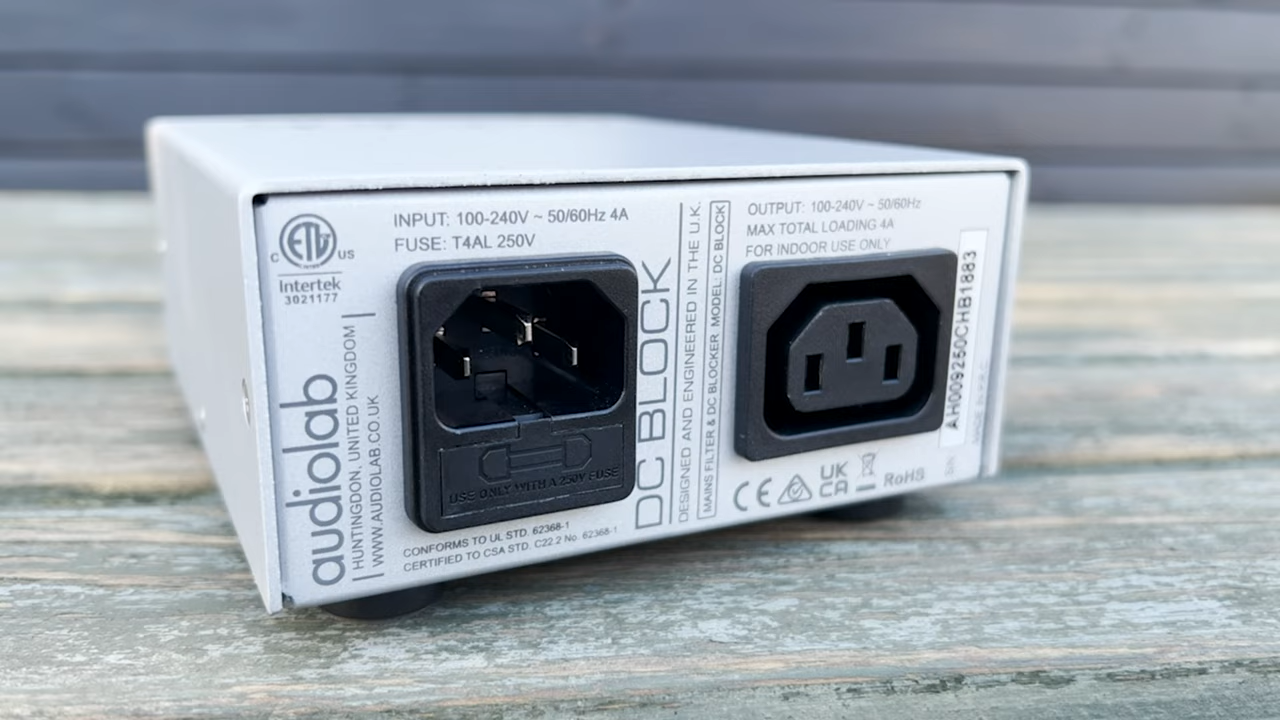 ETL
C US
Intertek
3021177
audiolab
HUNTINGDON, UNITED KINGDOM
WWW.AUDIOLAB.CO.UK
INPUT: 100-240V ~ 50/60Hz 4A
FUSE: T4AL 250V
USE ONLY WITH A 250V FUSE
CONFORMS TO UL STD. 62368-1
CERTIFIED TO CSA STD. C22.2 No. 62368-1
DC BLOCK
DESIGNED AND ENGINEERED IN THE U.K.
MAINS FILTER & DC BLOCKER MODEL: DC BLOCK
OUTPUT: 100-240V ~ 50/60Hz
MAX TOTAL LOADING 4A
FOR INDOOR USE ONLY
CE UK CA RoHS
AH009250CHB1883
S/N